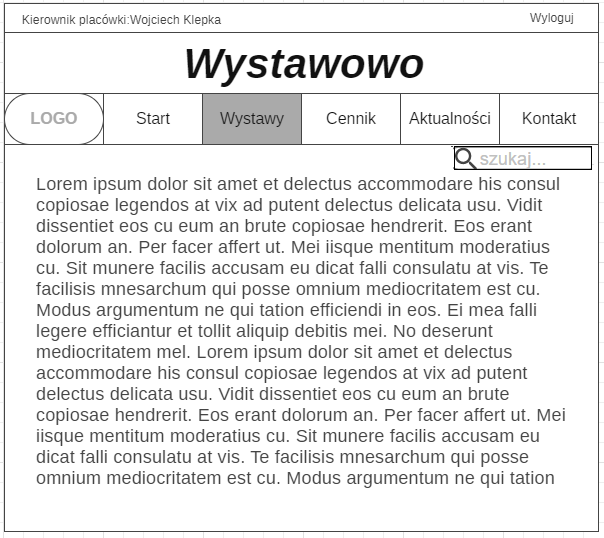 Kierownik placówki:Wojciech Klepka
Wyloguj
Wystawowo
LOGO
Start
Wystawy
Cennik
Aktualności
Kontakt
szukaj...
Lorem ipsum dolor sit amet et delectus accommodare his consul
copiosae legendos at vix ad putent delectus delicata usu. Vidit
dissentiet eos cu eum an brute copiosae hendrerit. Eos erant
dolorum an. Per facer affert ut. Mei iisque mentitum moderatius
cu. Sit munere facilis accusam eu dicat falli consulatu at vis. Te
facilisis mnesarchum qui posse omnium mediocritatem est cu.
Modus argumentum ne qui tation efficiendi in eos. Ei mea falli
legere efficiantur et tollit aliquip debitis mei. No deserunt
mediocritatem mel. Lorem ipsum dolor sit amet et delectus
accommodare his consul copiosae legendos at vix ad putent
delectus delicata usu. Vidit dissentiet eos cu eum an brute
copiosae hendrerit. Eos erant dolorum an. Per facer affert ut. Mei
iisque mentitum moderatius cu. Sit munere facilis accusam eu
dicat falli consulatu at vis. Te facilisis mnesarchum qui posse
omnium mediocritatem est cu. Modus argumentum ne qui tation